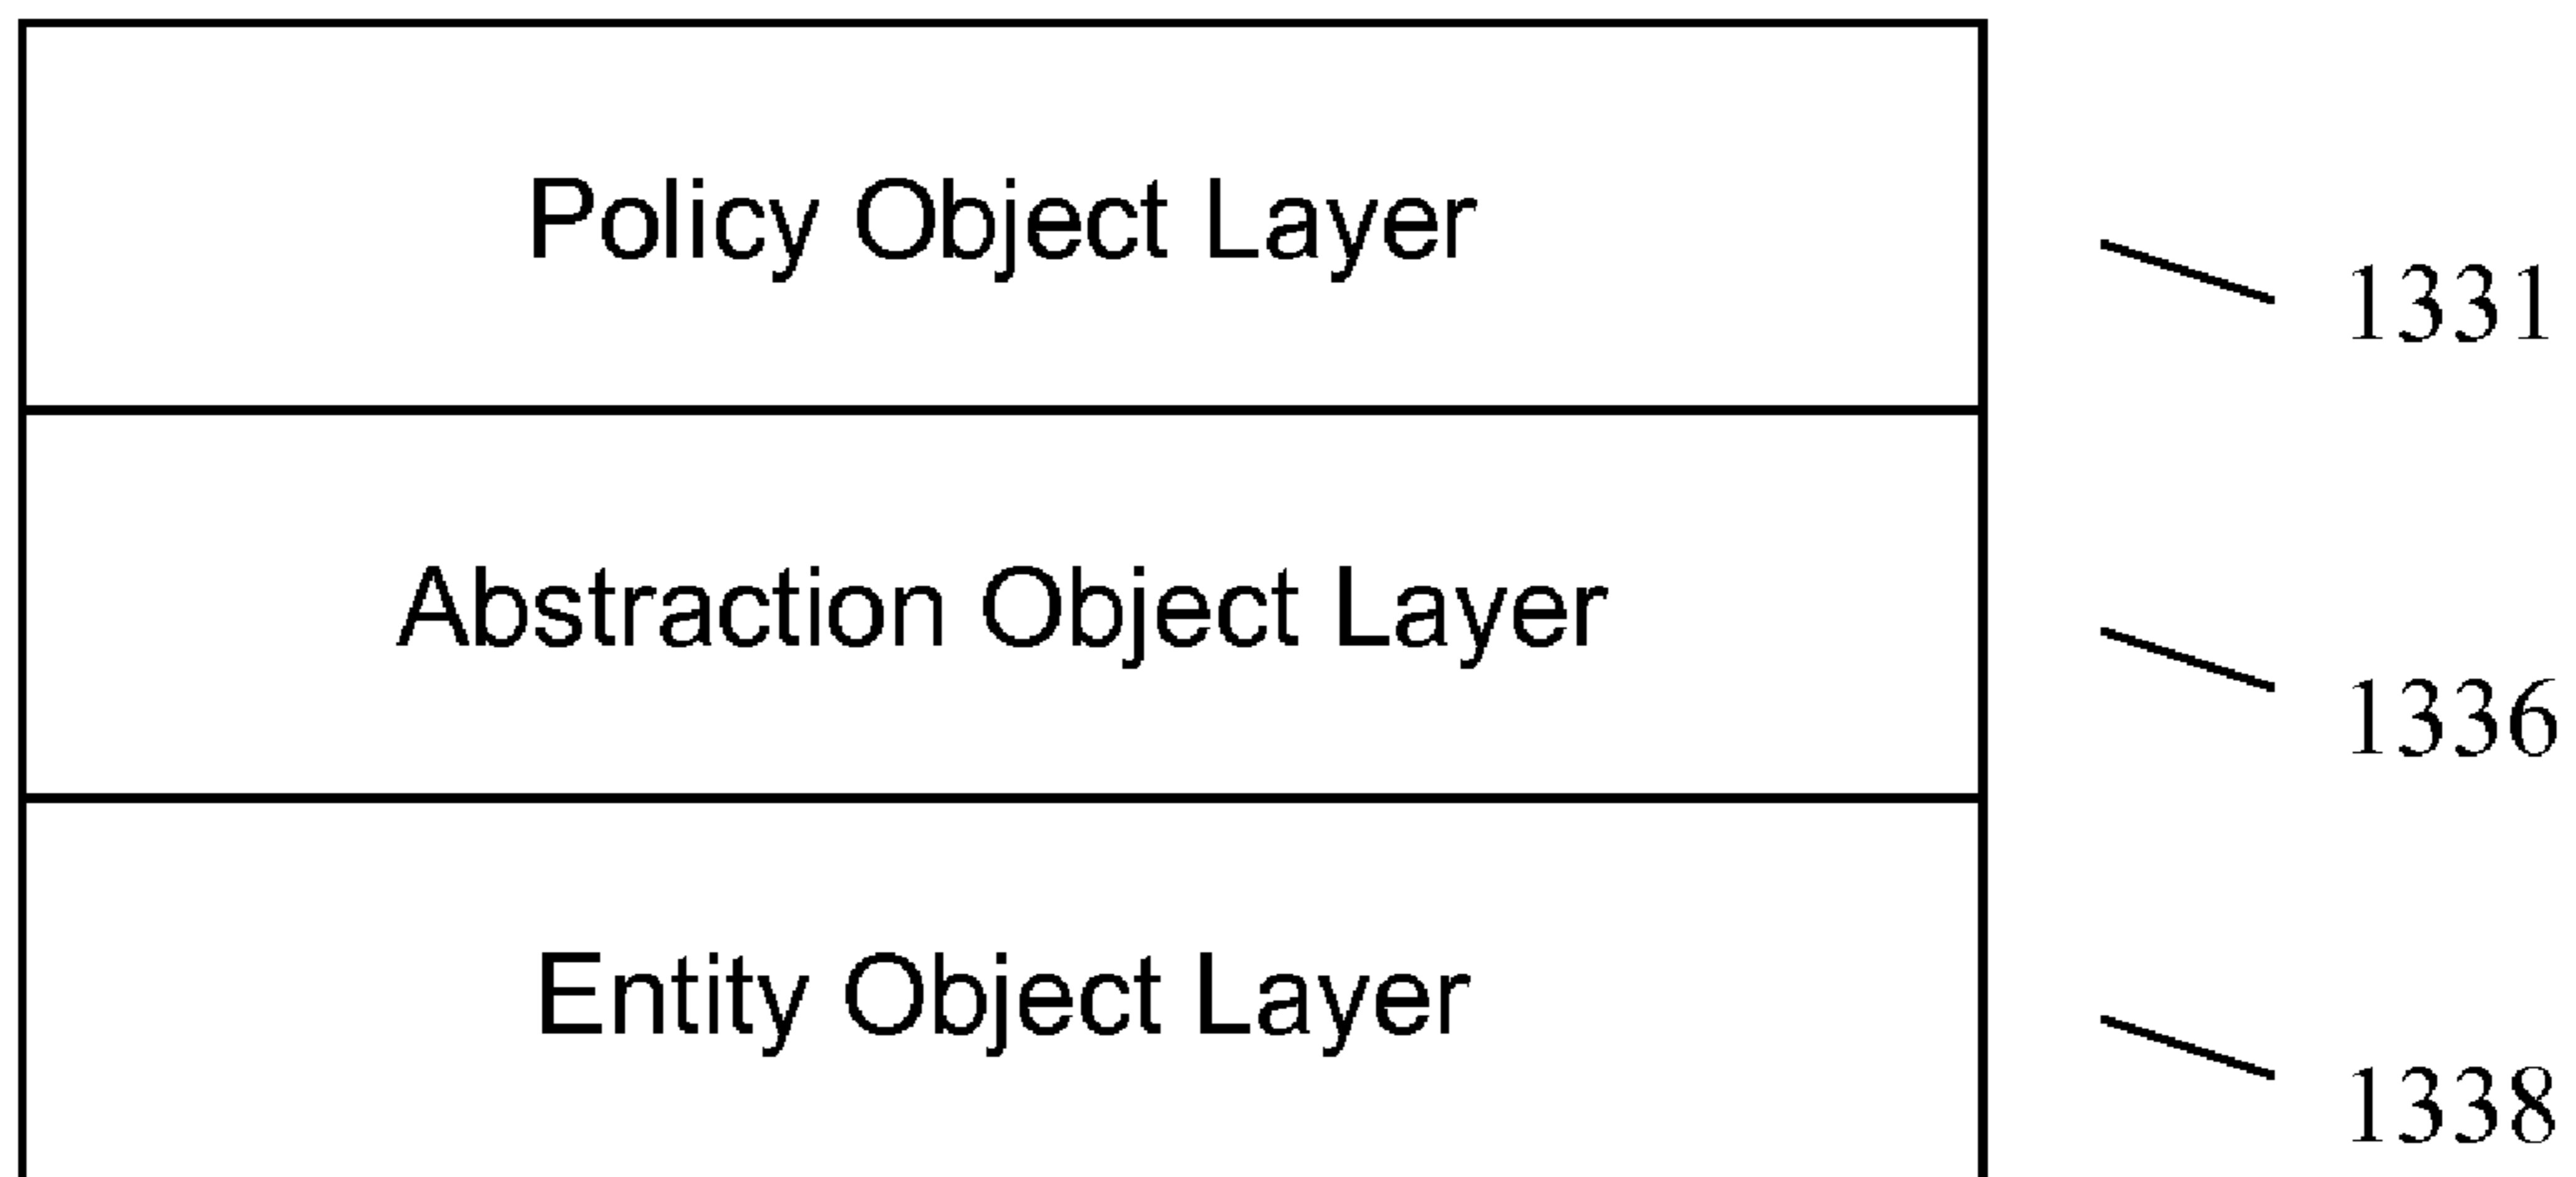 Policy Object Layer
1331
Abstraction Object Layer
1336
Entity Object Layer
1338